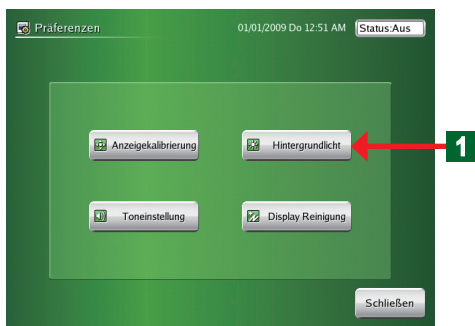 Präferenzen
01/01/2009 Do 12:51 AM
Status:Aus
Anzeigekalibrierung
Hintergrundlicht
1
Toneinstellung
Display Reinigung
Schließen